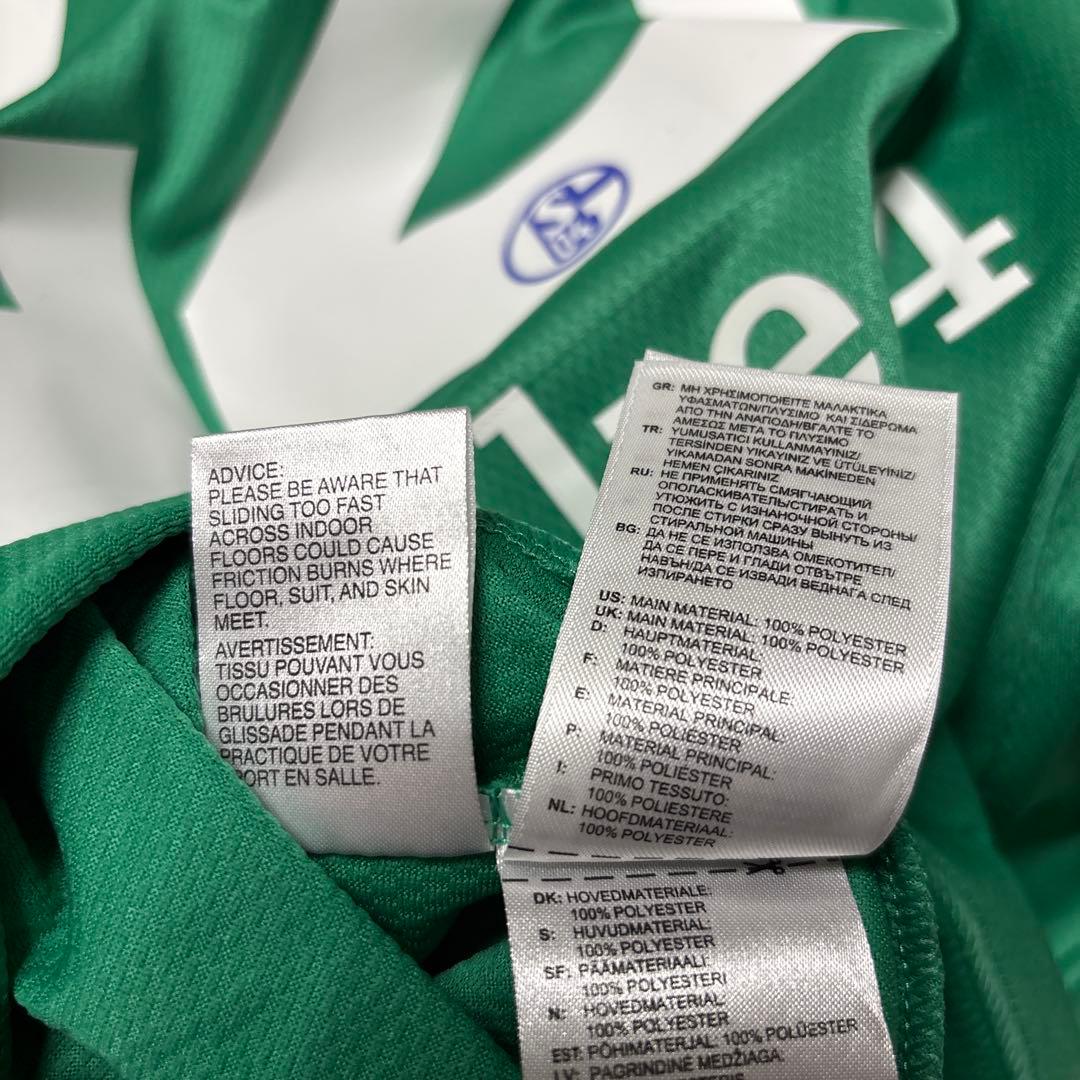 S
04
ADVICE:
PLEASE BE AWARE THAT
SLIDING TOO FAST
ACROSS INDOOR
FLOORS COULD CAUSE
FRICTION BURNS WHERE
FLOOR, SUIT, AND SKIN
MEET.
AVERTISSEMENT:
TISSU POUVANT VOUS
OCCASIONNER DES
BRULURES LORS DE
GLISSADE PENDANT LA
PRACTIQUE DE VOTRE
PORT EN SALLE.
GR: ΜΗ ΧΡΗΣΙΜΟΠΟΙΕΙΤΕ ΜΑΛΑΚΤΙΚΑ
ΥΦΑΣΜΑΤΩΝ/ΠΛΥΣΙΜΟ ΚΑΙ ΣΙΔΕΡΩΜΑ
ΑΠΟ ΤΗΝ ΑΝΑΠΟΔΗ/ΒΓΑΛΤΕ ΤΟ
ΑΜΕΣΩΣ ΜΕΤΑ ΤΟ ΠΛΥΣΙΜΟ
TR: YUMUSATICI KULLANMAYINIZ/
TERSİNDEN YIKAYINIZ VE ÜTÜLEYINIZ/
YIKAMADAN SONRA MAKİNEDEN
HEMEN ÇIKARINIZ
RU: НЕ ПРИМЕНЯТЬ СМЯГЧАЮЩИЙ
ОПОЛАСКИВАТЕЛЬ/СТИРАТЬ И
УТЮЖИТЬ С ИЗНАНОЧНОЙ СТОРОНЫ/
ПОСЛЕ СТИРКИ СРАЗУ ВЫНУТЬ ИЗ
СТИРАЛЬНОЙ МАШИНЫ
BG: ДА НЕ СЕ ИЗПОЛЗВА ОМЕКОТИТЕЛ/
ДА СЕ ПЕРЕ И ГЛАДИ ОТВЪТРЕ
НАВЪН/ДА СЕ ИЗВАДИ ВЕДНАГА СЛЕД
ИЗПИРАНЕТО
US: MAIN MATERIAL: 100% POLYESTER
UK: MAIN MATERIAL: 100% POLYESTER
D: HAUPTMATERIAL:
100% POLYESTER
F: MATIERE PRINCIPALE:
100% POLYESTER
E: MATERIAL PRINCIPAL:
100% POLIÉSTER
P: MATERIAL PRINCIPAL:
100% POLIÉSTER
I: PRIMO TESSUTO:
100% POLIESTERE
NL: HOOFDMATERIAAL:
100% POLYESTER
DK: HOVEDMATERIALE:
100% POLYESTER
S: HUVUDMATERIAL:
100% POLYESTER
SF: PÄÄMATERIAALI:
100% POLYESTERI
N: HOVEDMATERIAL
100% POLYESTER
EST: PÕHIMATERJAL: 100% POLÜESTER
LV: PAGRINDINE MEDŽIAGA: